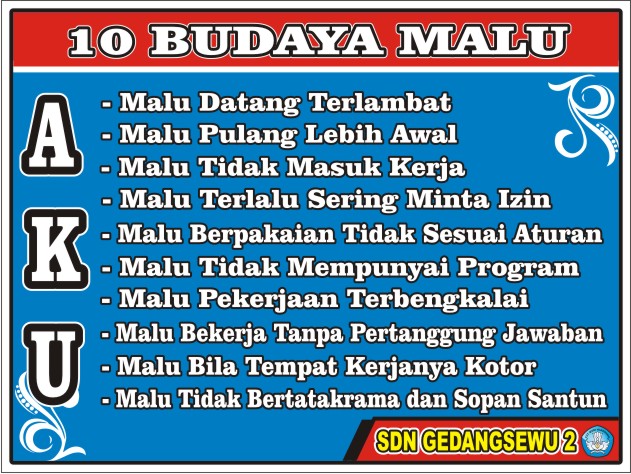 10 BUDAYA MALU
AKU
- Malu Datang Terlambat
- Malu Pulang Lebih Awal
- Malu Tidak Masuk Kerja
- Malu Terlalu Sering Minta Izin
- Malu Berpakaian Tidak Sesuai Aturan
- Malu Tidak Mempunyai Program
- Malu Pekerjaan Terbengkalai
- Malu Bekerja Tanpa Pertanggung Jawaban
- Malu Bila Tempat Kerjanya Kotor
- Malu Tidak Bertatakrama dan Sopan Santun
SDN GEDANGSEWU 2